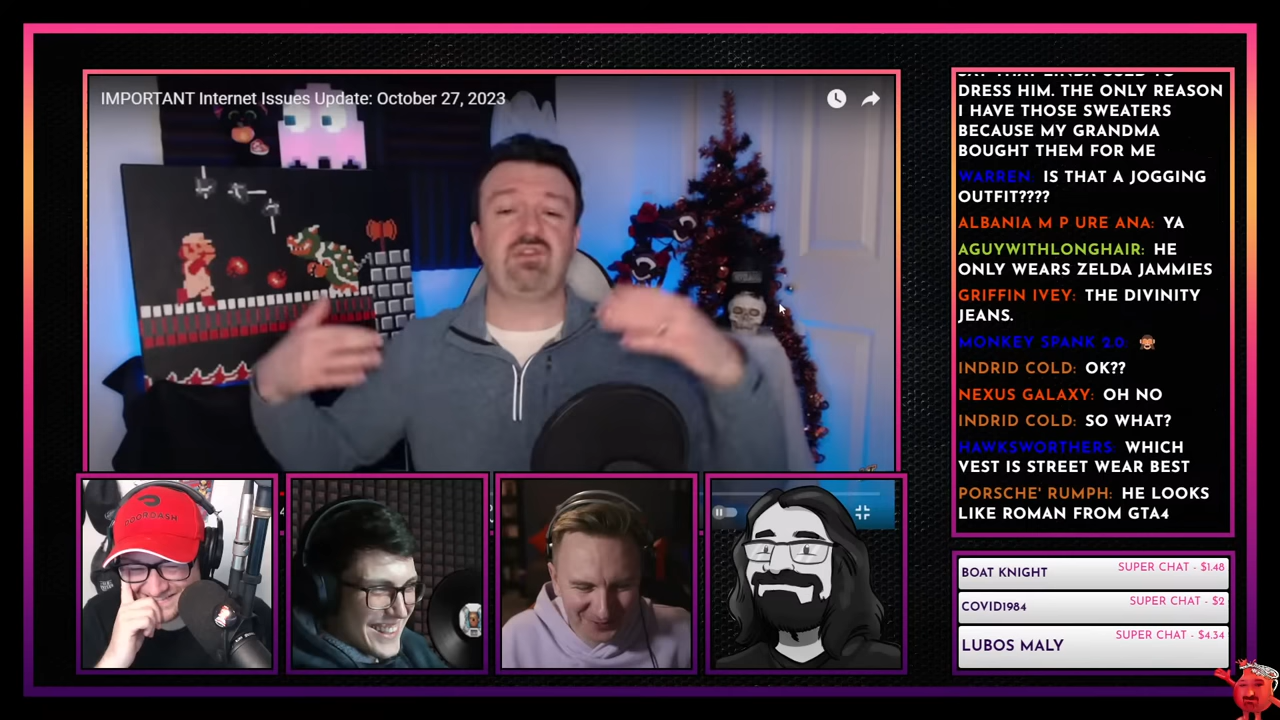 IMPORTANT Internet Issues Update: October 27, 2023
DRESS HIM. THE ONLY REASON
I HAVE THOSE SWEATERS
BECAUSE MY GRANDMA
BOUGHT THEM FOR ME
WARREN: IS THAT A JOGGING
OUTFIT????
ALBANIA M P URE ANA: YA
AGUYWITHLONGHAIR: HE
ONLY WEARS ZELDA JAMMIES
GRIFFIN IVEY: THE DIVINITY
JEANS.
MONKEY SPANK 2.0:
INDRID COLD: OK??
NEXUS GALAXY: OH NO
INDRID COLD: SO WHAT?
HAWKSWORTHERS: WHICH
VEST IS STREET WEAR BEST
PORSCHE' RUMPH: HE LOOKS
LIKE ROMAN FROM GTA4
DOORDASH
BOAT KNIGHT SUPER CHAT - $1.48
COVID1984 SUPER CHAT - $2
LUBOS MALY SUPER CHAT - $4.34